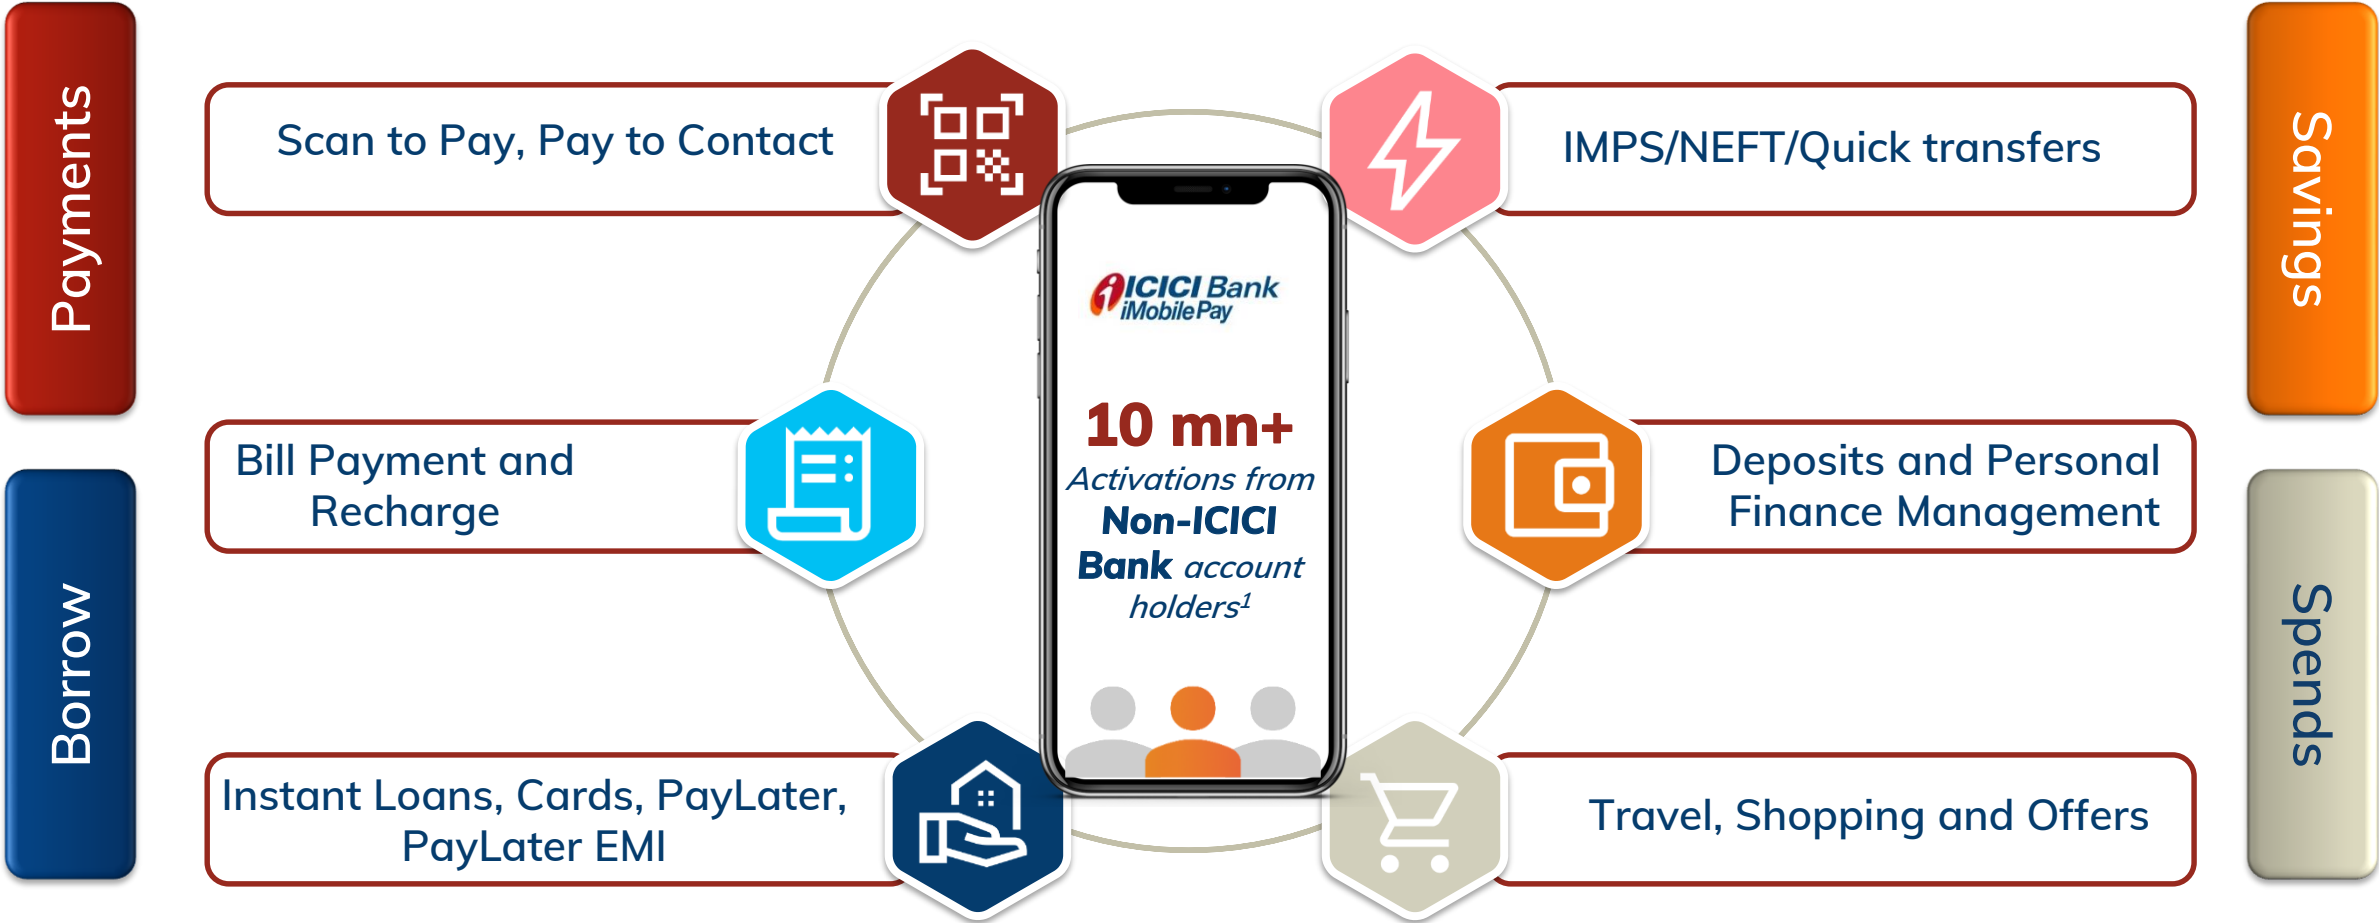 Payments
Borrow
Scan to Pay, Pay to Contact
Bill Payment and
Recharge
Instant Loans, Cards, PayLater,
PayLater EMI
ICICI Bank
iMobile Pay
10 mn+
Activations from
Non-ICICI
Bank account
holders¹
IMPS/NEFT/Quick transfers
Deposits and Personal
Finance Management
Travel, Shopping and Offers
Savings
Spends